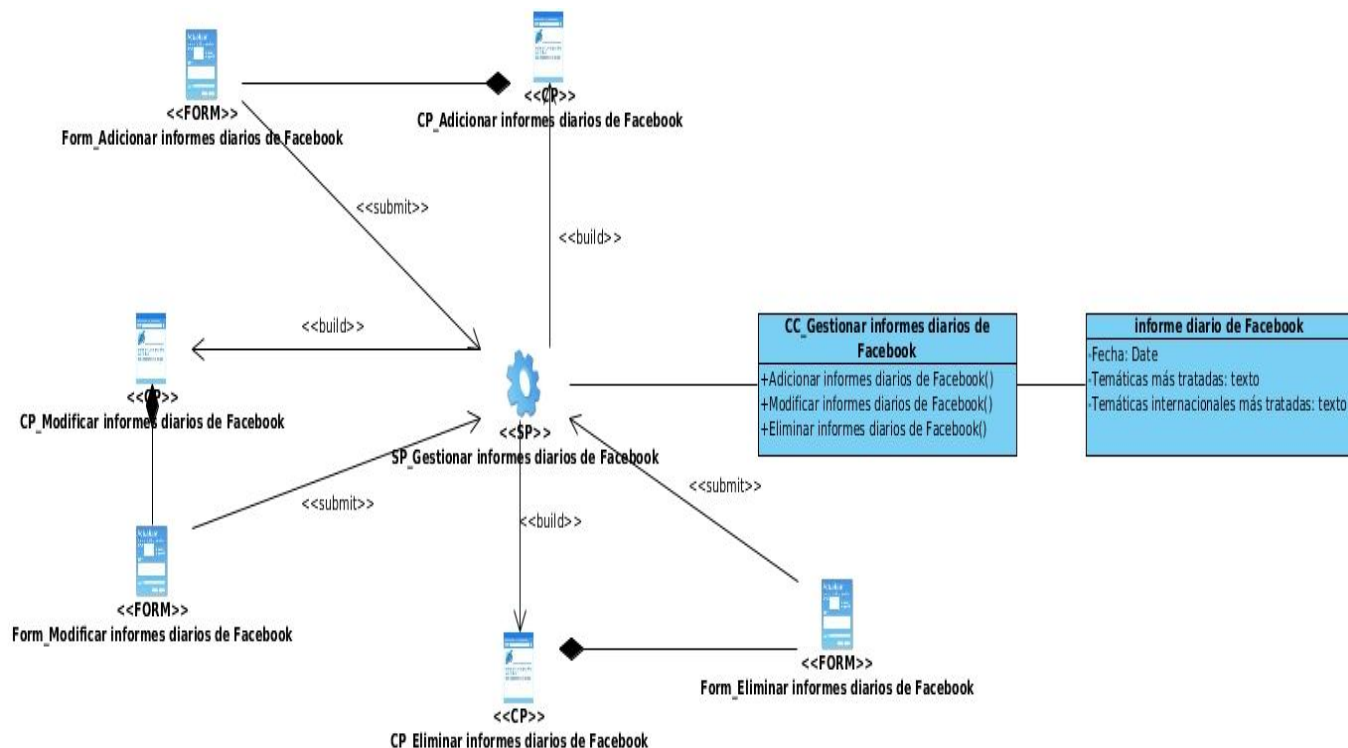 <<CP>>
CP_Adicionar informes diarios de Facebook
<<FORM>>
Form_Adicionar informes diarios de Facebook
<<submit>>
<<build>>
<<build>>
<<CP>>
CP_Modificar informes diarios de Facebook
CC_Gestionar informes diarios de
Facebook
+Adicionar informes diarios de Facebook()
+Modificar informes diarios de Facebook()
+Eliminar informes diarios de Facebook()
informe diario de Facebook
-Fecha: Date
-Temáticas más tratadas: texto
-Temáticas internacionales más tratadas: texto
<<SP>>
SP_Gestionar informes diarios de Facebook
<<submit>>
<<build>>
<<submit>>
<<FORM>>
Form_Modificar informes diarios de Facebook
<<FORM>>
Form_Eliminar informes diarios de Facebook
<<CP>>
CP_Eliminar informes diarios de Facebook
Actualizar